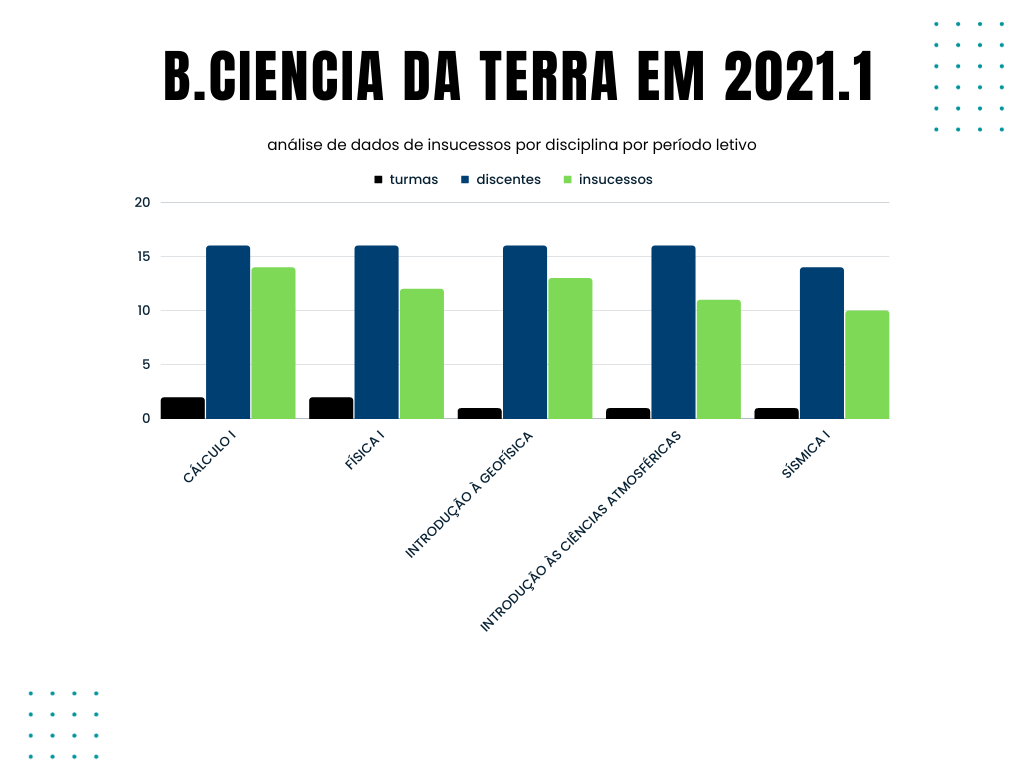 B.CIENCIA DA TERRA EM 2021.1
análise de dados de insucessos por disciplina por período letivo
turmas discentes insucessos
20
15
10
5
0
CÁLCULO I
FÍSICA I
INTRODUÇÃO À GEOFÍSICA
INTRODUÇÃO ÀS CIÊNCIAS ATMOSFÉRICAS
SÍSMICA I